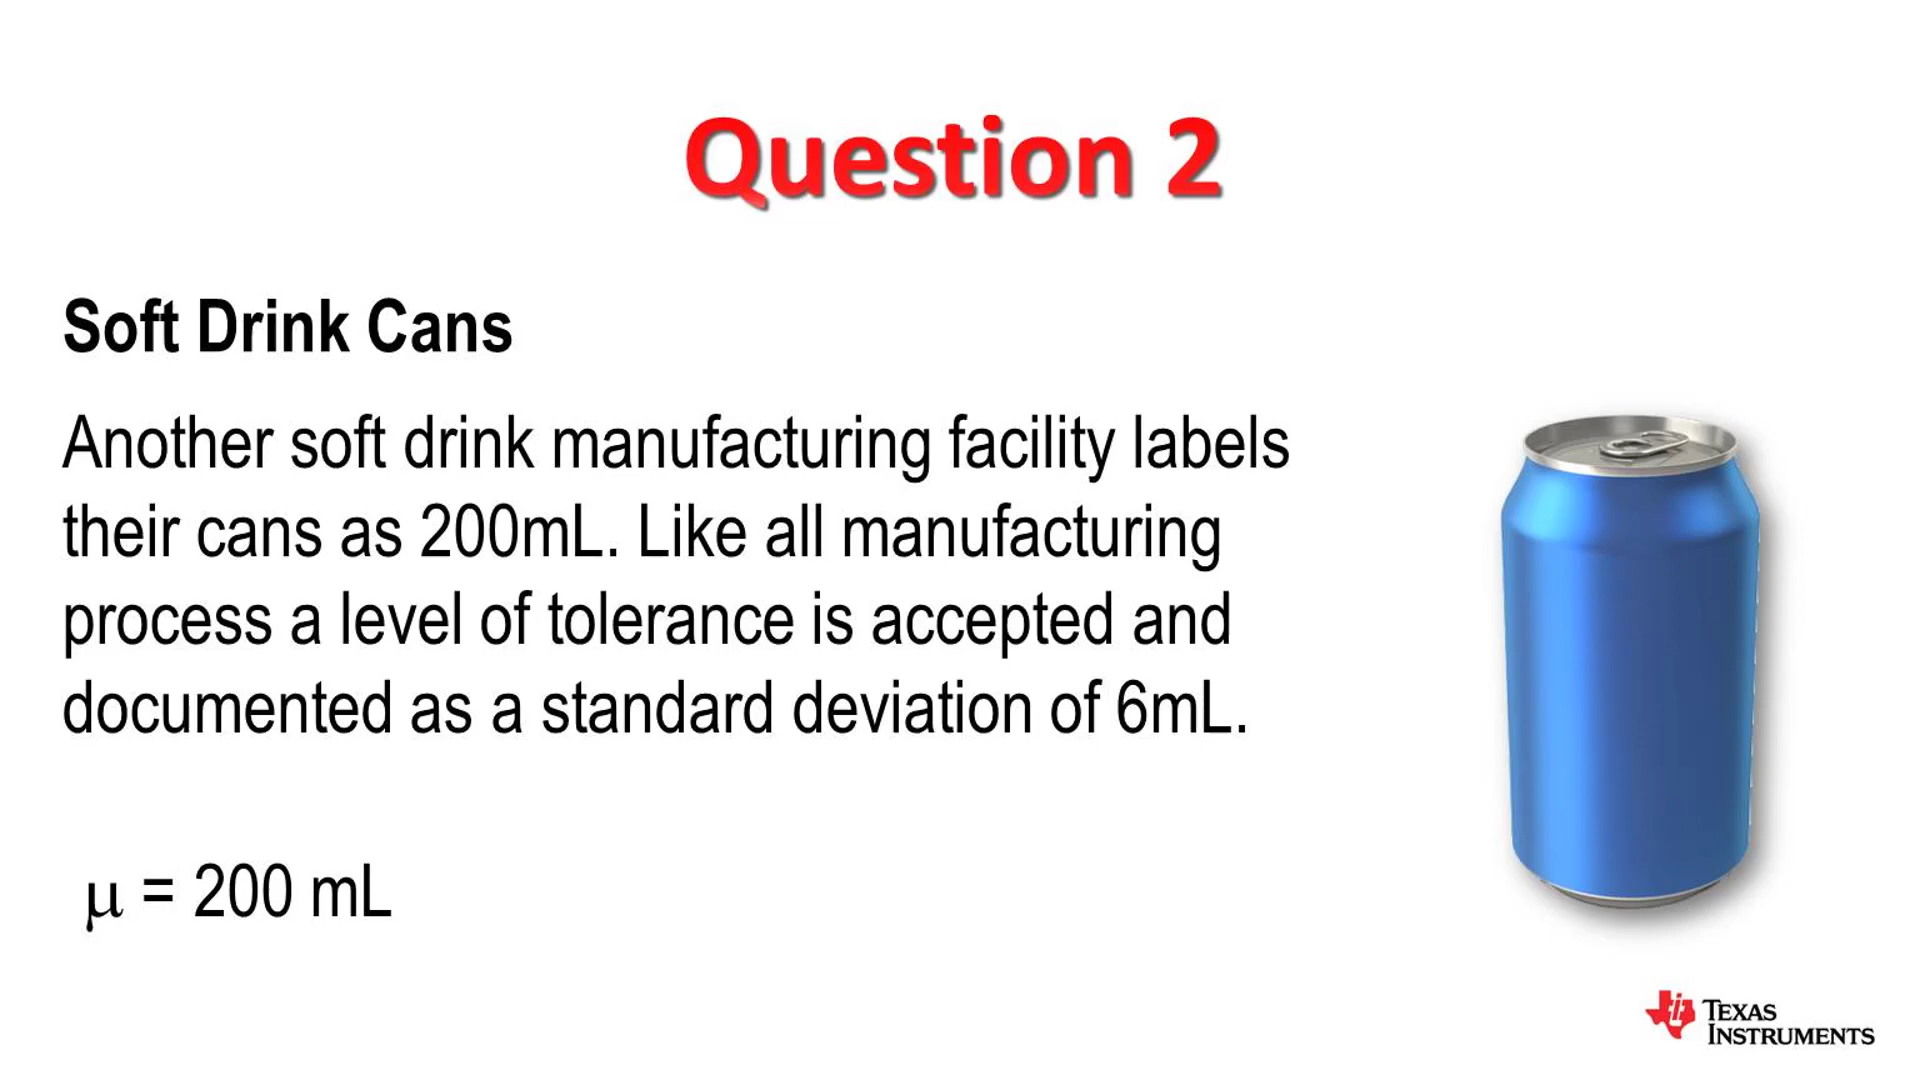 Question 2
Soft Drink Cans
Another soft drink manufacturing facility labels
their cans as 200mL. Like all manufacturing
process a level of tolerance is accepted and
documented as a standard deviation of 6mL.
μ = 200 mL
TEXAS
INSTRUMENTS